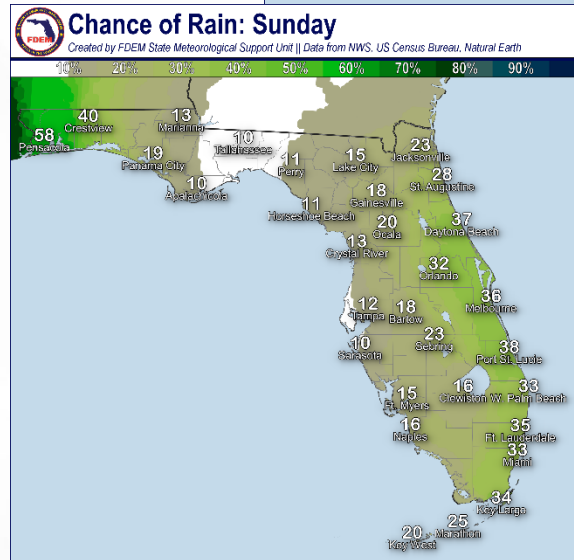 Chance of Rain: Sunday
FDEM
Created by FDEM State Meteorological Support Unit || Data from NWS, US Census Bureau, Natural Earth
10% 20% 30% 40% 50% 60% 70% 80% 90%
58
Pensacola
40
Crestview
13
Marianna
19
Panama City
10
Apalachicola
10
Tallahassee
11
Perry
15
Lake City
23
Jacksonville
28
St. Augustine
11
Horseshoe Beach
18
Gainesville
20
Ocala
37
Daytona Beach
13
Crystal River
32
Orlando
36
Melbourne
12
Tampa
18
Bartow
10
Sarasota
23
Sebring
38
Port St. Lucie
15
Ft. Myers
16
Clewiston
33
W. Palm Beach
16
Naples
35
Ft. Lauderdale
33
Miami
34
Key Largo
25
Marathon
20
Key West